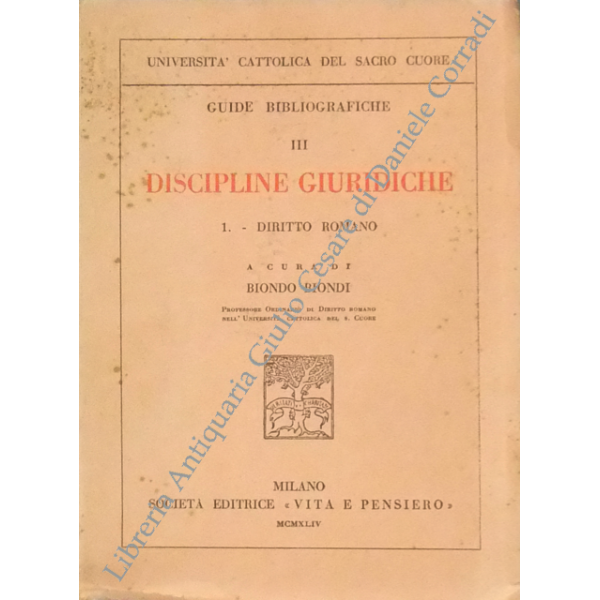 UNIVERSITA' CATTOLICA DEL SACRO CUORE
GUIDE BIBLIOGRAFICHE
III
DISCIPLINE GIURIDICHE
1. - DIRITTO ROMANO
A CURA DI
BIONDO BIONDI
PROFESSORE ORDINARIO DI DIRITTO ROMANO
NELL'UNIVERSITÀ CATTOLICA DEL S. CUORE
MILANO
SOCIETÀ EDITRICE «VITA E PENSIERO»
MCMXLIV
Libreria Antiquaria Giulio Cesare di Daniele Corradi